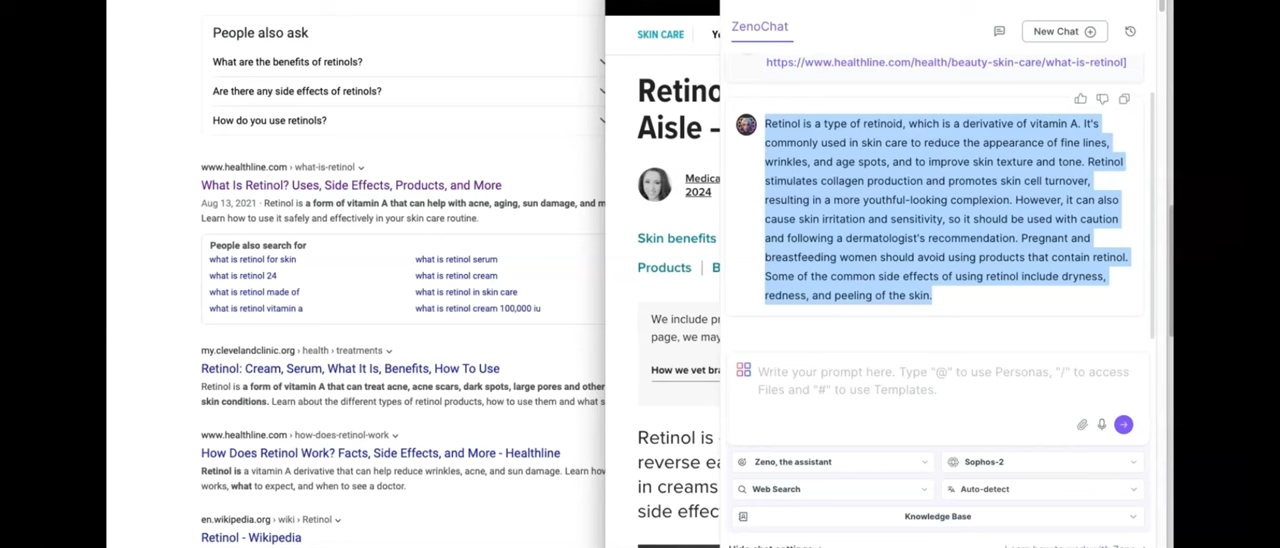 People also ask
What are the benefits of retinols?
Are there any side effects of retinols?
How do you use retinols?
www.healthline.com › what-is-retinol
What Is Retinol? Uses, Side Effects, Products, and More
Aug 13, 2021 · Retinol is a form of vitamin A that can help with acne, aging, sun damage, and m
Learn how to use it safely and effectively in your skin care routine.
People also search for
what is retinol for skin
what is retinol serum
what is retinol 24
what is retinol cream
what is retinol made of
what is retinol in skin care
what is retinol vitamin a
what is retinol cream 100,000 iu
my.clevelandclinic.org › health › treatments
Retinol: Cream, Serum, What It Is, Benefits, How To Use
Retinol is a form of vitamin A that can treat acne, acne scars, dark spots, large pores and other
skin conditions. Learn about the different types of retinol products, how to use them and what s
www.healthline.com › how-does-retinol-work
How Does Retinol Work? Facts, Side Effects, and More - Healthline
Retinol is a vitamin A derivative that can help reduce wrinkles, acne, and sun damage. Learn how
works, what to expect, and when to see a doctor.
en.wikipedia.org › wiki › Retinol
Retinol - Wikipedia
SKIN CARE
Retino
Aisle -
Medica
2024
Skin benefits
Products
B
We include pr
page, we may
How we vet bra
Retinol is
reverse ea
in creams
side effec
ZenoChat
New Chat
https://www.healthline.com/health/beauty-skin-care/what-is-retinol]
Retinol is a type of retinoid, which is a derivative of vitamin A. It's
commonly used in skin care to reduce the appearance of fine lines,
wrinkles, and age spots, and to improve skin texture and tone. Retinol
stimulates collagen production and promotes skin cell turnover,
resulting in a more youthful-looking complexion. However, it can also
cause skin irritation and sensitivity, so it should be used with caution
and following a dermatologist's recommendation. Pregnant and
breastfeeding women should avoid using products that contain retinol.
Some of the common side effects of using retinol include dryness,
redness, and peeling of the skin.
Write your prompt here. Type "@" to use Personas, "/" to access
Files and "#" to use Templates.
Zeno, the assistant
Sophos-2
Web Search
Auto-detect
Knowledge Base